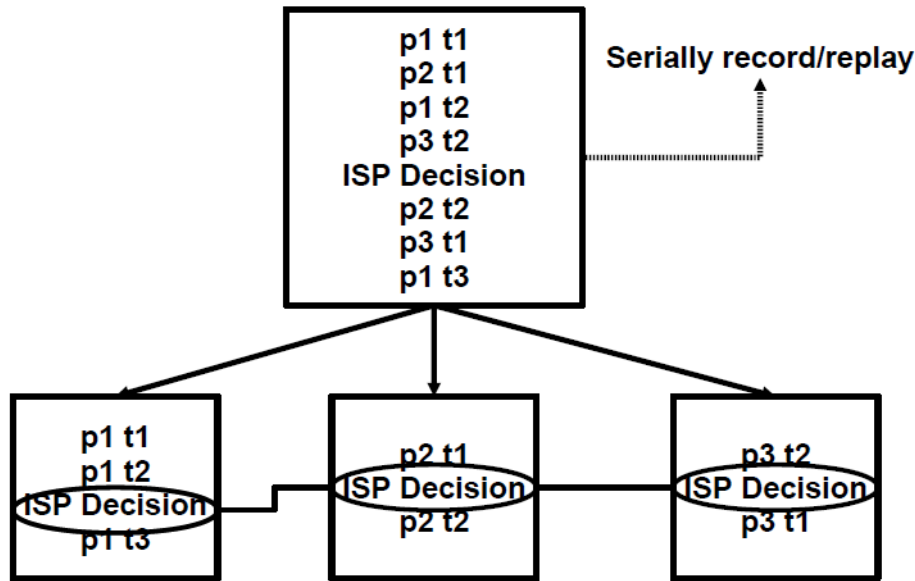 p1 t1
p2 t1
p1 t2
p3 t2
ISP Decision
p2 t2
p3 t1
p1 t3
Serially record/replay
p1 t1
p1 t2
ISP Decision
p1 t3
p2 t1
ISP Decision
p2 t2
p3 t2
ISP Decision
p3 t1